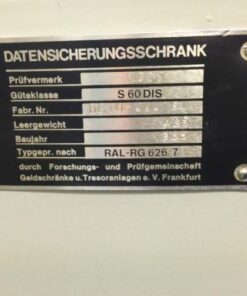 DATENSICHERUNGSSCHRANK
Prüfvermerk
Güteklasse S 60 DIS
Fabr. Nr.
Leergewicht
Baujahr
Typgepr. nach RAL-RG 626/7
durch Forschungs- und Prüfgemeinschaft
Geldschränke u. Tresoranlagen e. V. Frankfurt